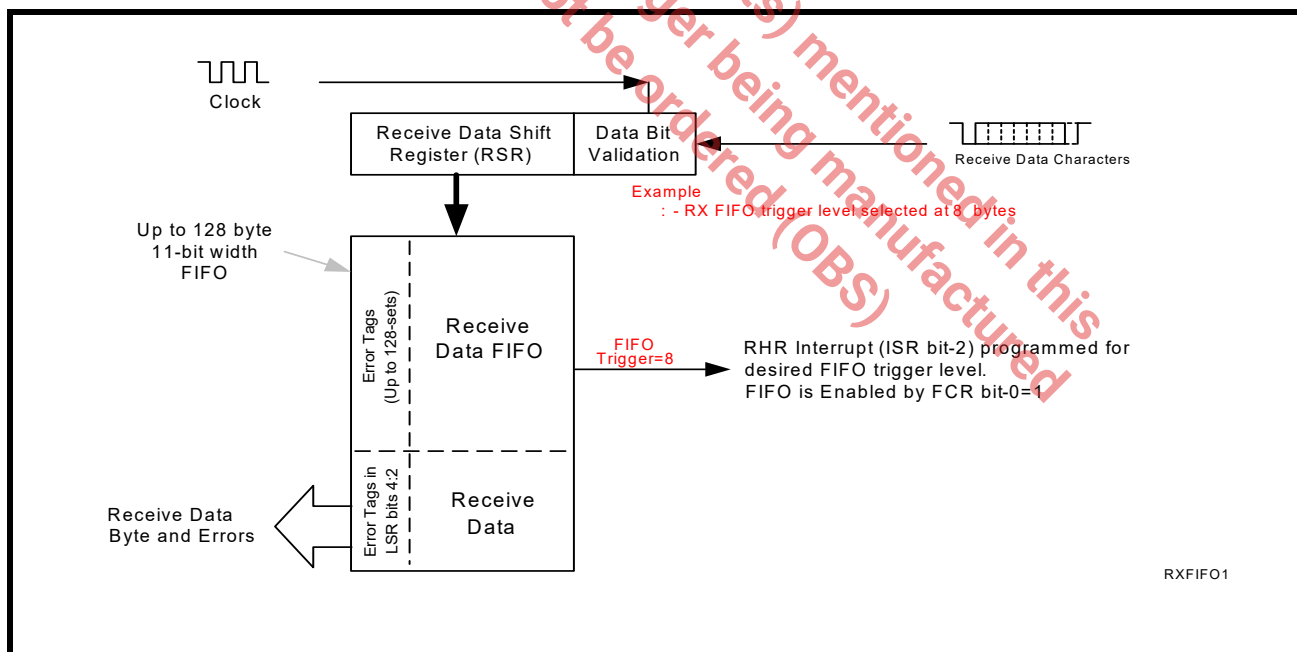 ts) mentioned in this
ger being manufactured
ot be ordered (OBS)
Clock
Receive Data Shift
Register (RSR)
Data Bit
Validation
Receive Data Characters
Example
: - RX FIFO trigger level selected at 8 bytes
Up to 128 byte
11-bit width
FIFO
Error Tags
(Up to 128-sets)
Receive
Data FIFO
FIFO
Trigger=8
RHR Interrupt (ISR bit-2) programmed for
desired FIFO trigger level.
FIFO is Enabled by FCR bit-0=1
Error Tags in
LSR bits 4:2
Receive
Data
Receive Data
Byte and Errors
RXFIFO1